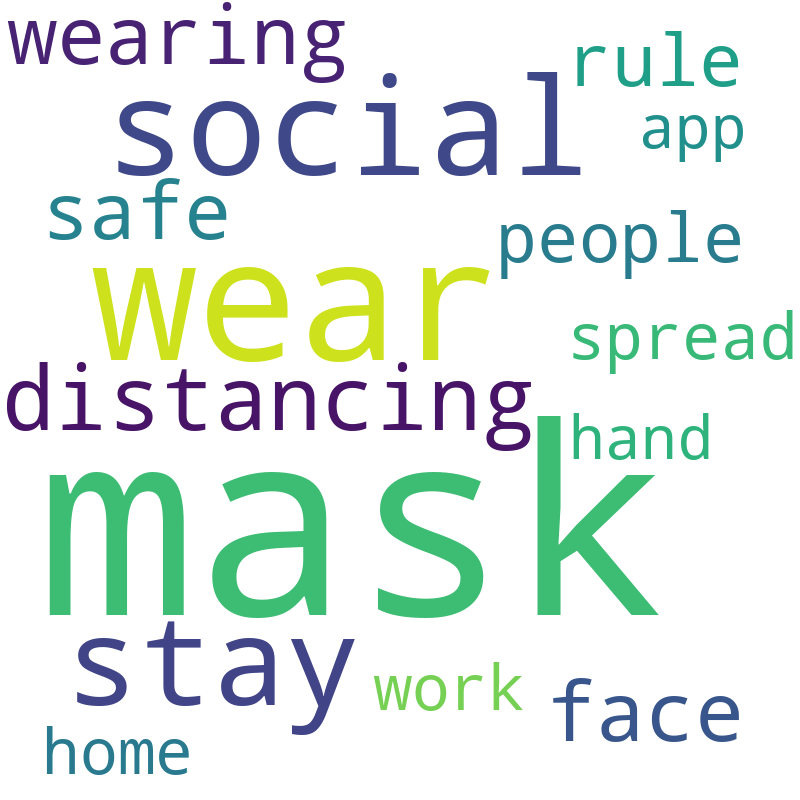 wearing
rule
social
app
safe
people
wear
spread
distancing
hand
mask
stay
work
face
home